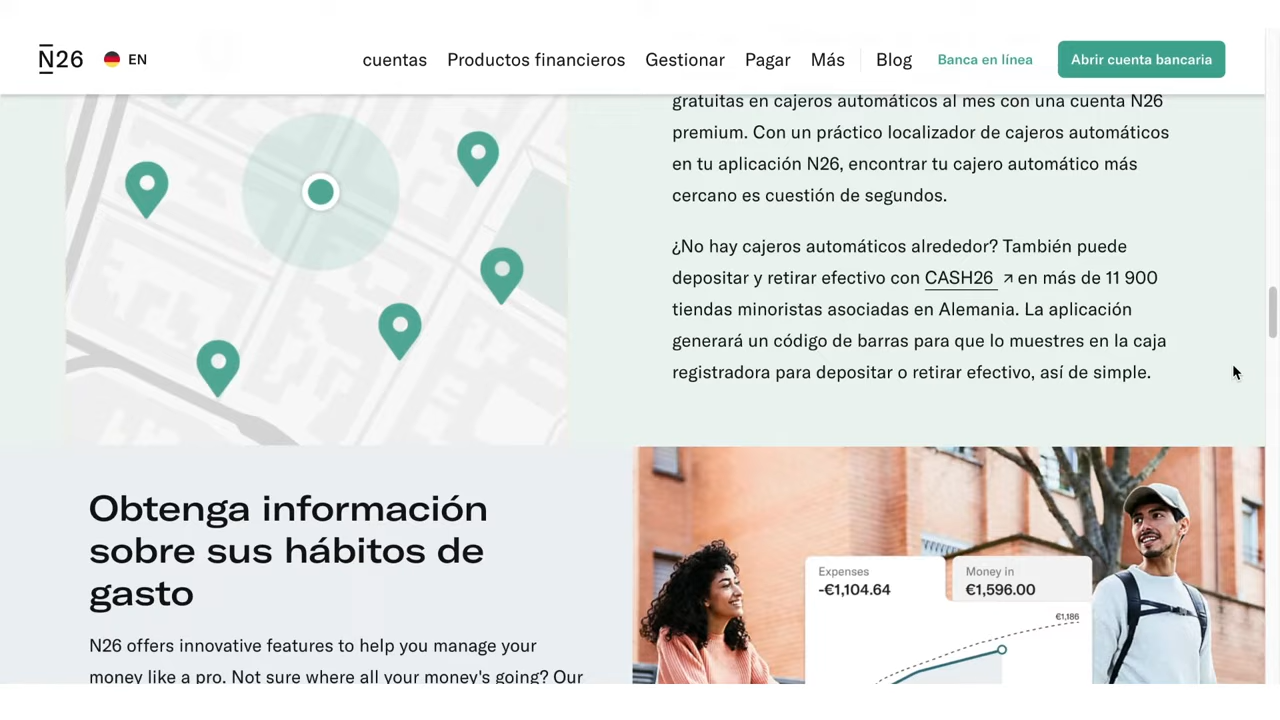 N26 EN cuentas Productos financieros Gestionar Pagar Más Blog Banca en línea Abrir cuenta bancaria
gratuitas en cajeros automáticos al mes con una cuenta N26
premium. Con un práctico localizador de cajeros automáticos
en tu aplicación N26, encontrar tu cajero automático más
cercano es cuestión de segundos.
¿No hay cajeros automáticos alrededor? También puede
depositar y retirar efectivo con CASH26 ↗ en más de 11 900
tiendas minoristas asociadas en Alemania. La aplicación
generará un código de barras para que lo muestres en la caja
registradora para depositar o retirar efectivo, así de simple.
Obtenga información
sobre sus hábitos de
gasto
N26 offers innovative features to help you manage your
money like a pro. Not sure where all your money's going? Our
Expenses Money in
-€1,104.64 €1,596.00
€1,186